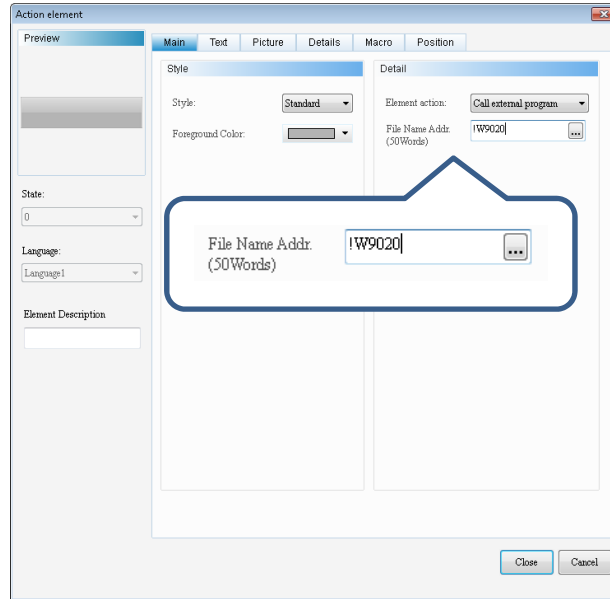 Action element
Preview
Main Text Picture Details Macro Position
Style
Detail
Style: Standard
Element action: Call external program
Foreground Color:
File Name Addr. !W9020 ...
(50Words)
State:
0
File Name Addr. !W9020 ...
(50Words)
Language:
Language1
Element Description
Close Cancel